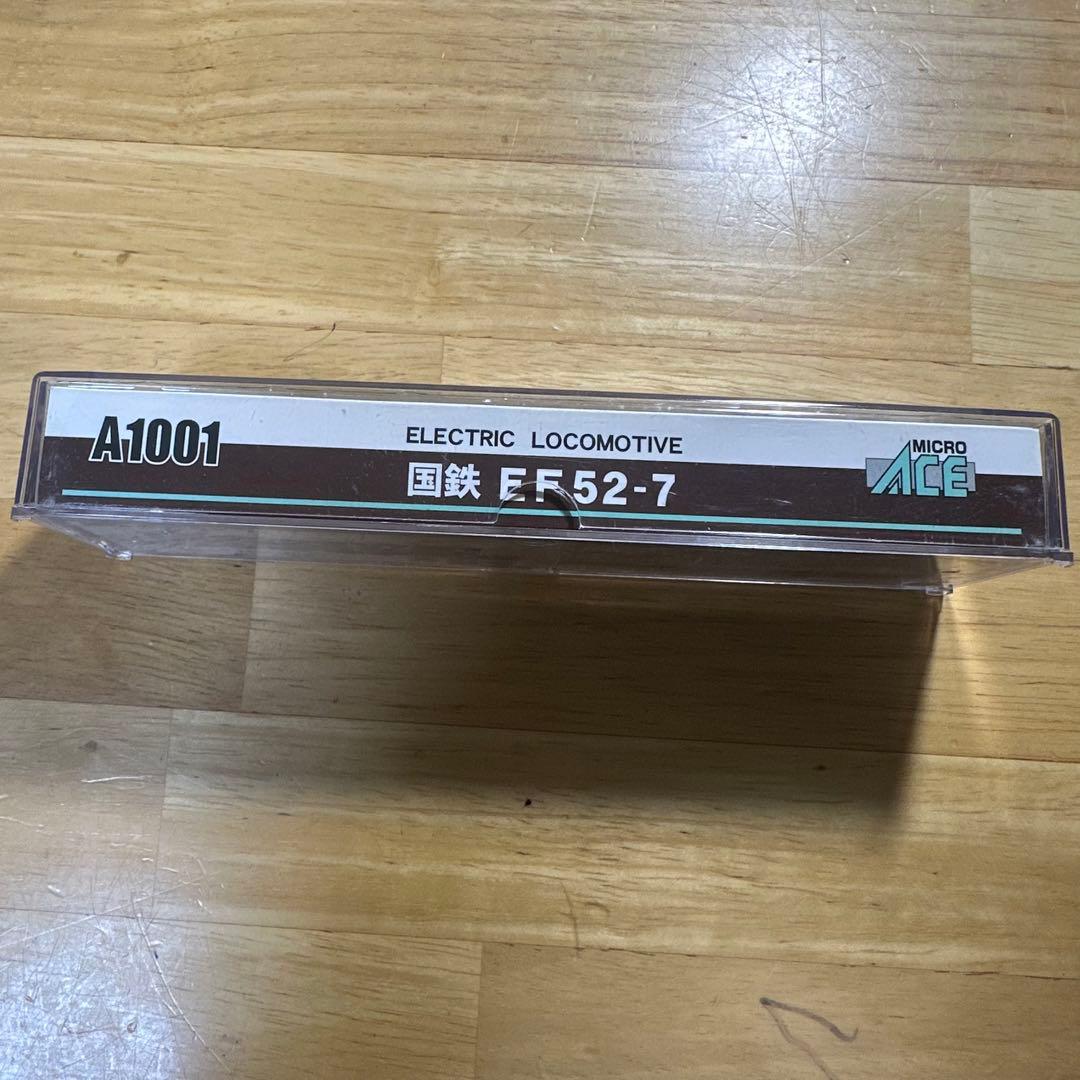 A1001
ELECTRIC LOCOMOTIVE
国鉄 EF52-7
MICRO
ACE